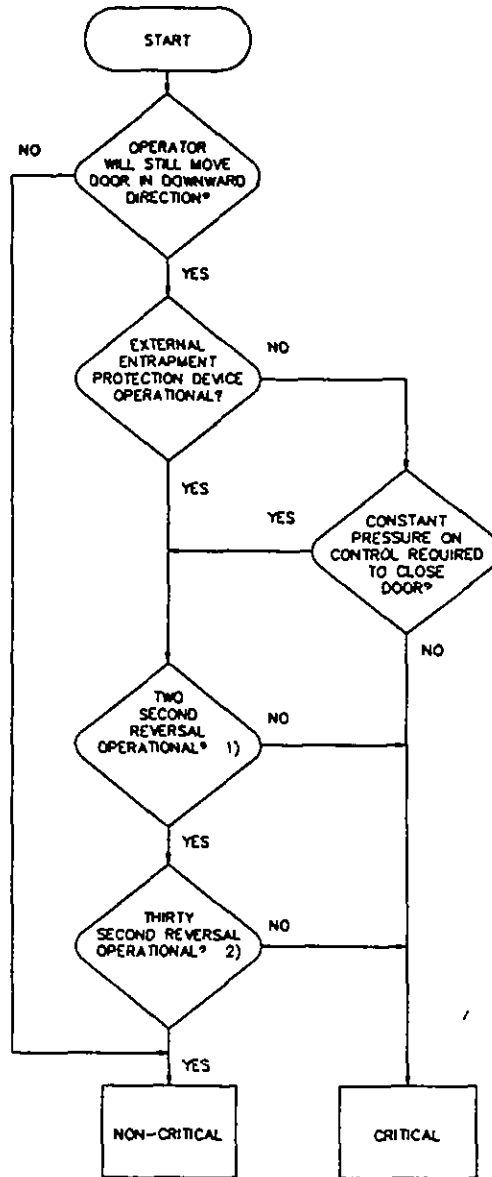 START
OPERATOR
WILL STILL MOVE
DOOR IN DOWNWARD
DIRECTION?
NO
YES
EXTERNAL
ENTRAPMENT
PROTECTION DEVICE
OPERATIONAL?
NO
YES
YES
CONSTANT
PRESSURE ON
CONTROL REQUIRED
TO CLOSE
DOOR?
NO
TWO
SECOND
REVERSAL
OPERATIONAL? 1)
NO
YES
THIRTY
SECOND REVERSAL
OPERATIONAL? 2)
NO
YES
NON-CRITICAL
CRITICAL